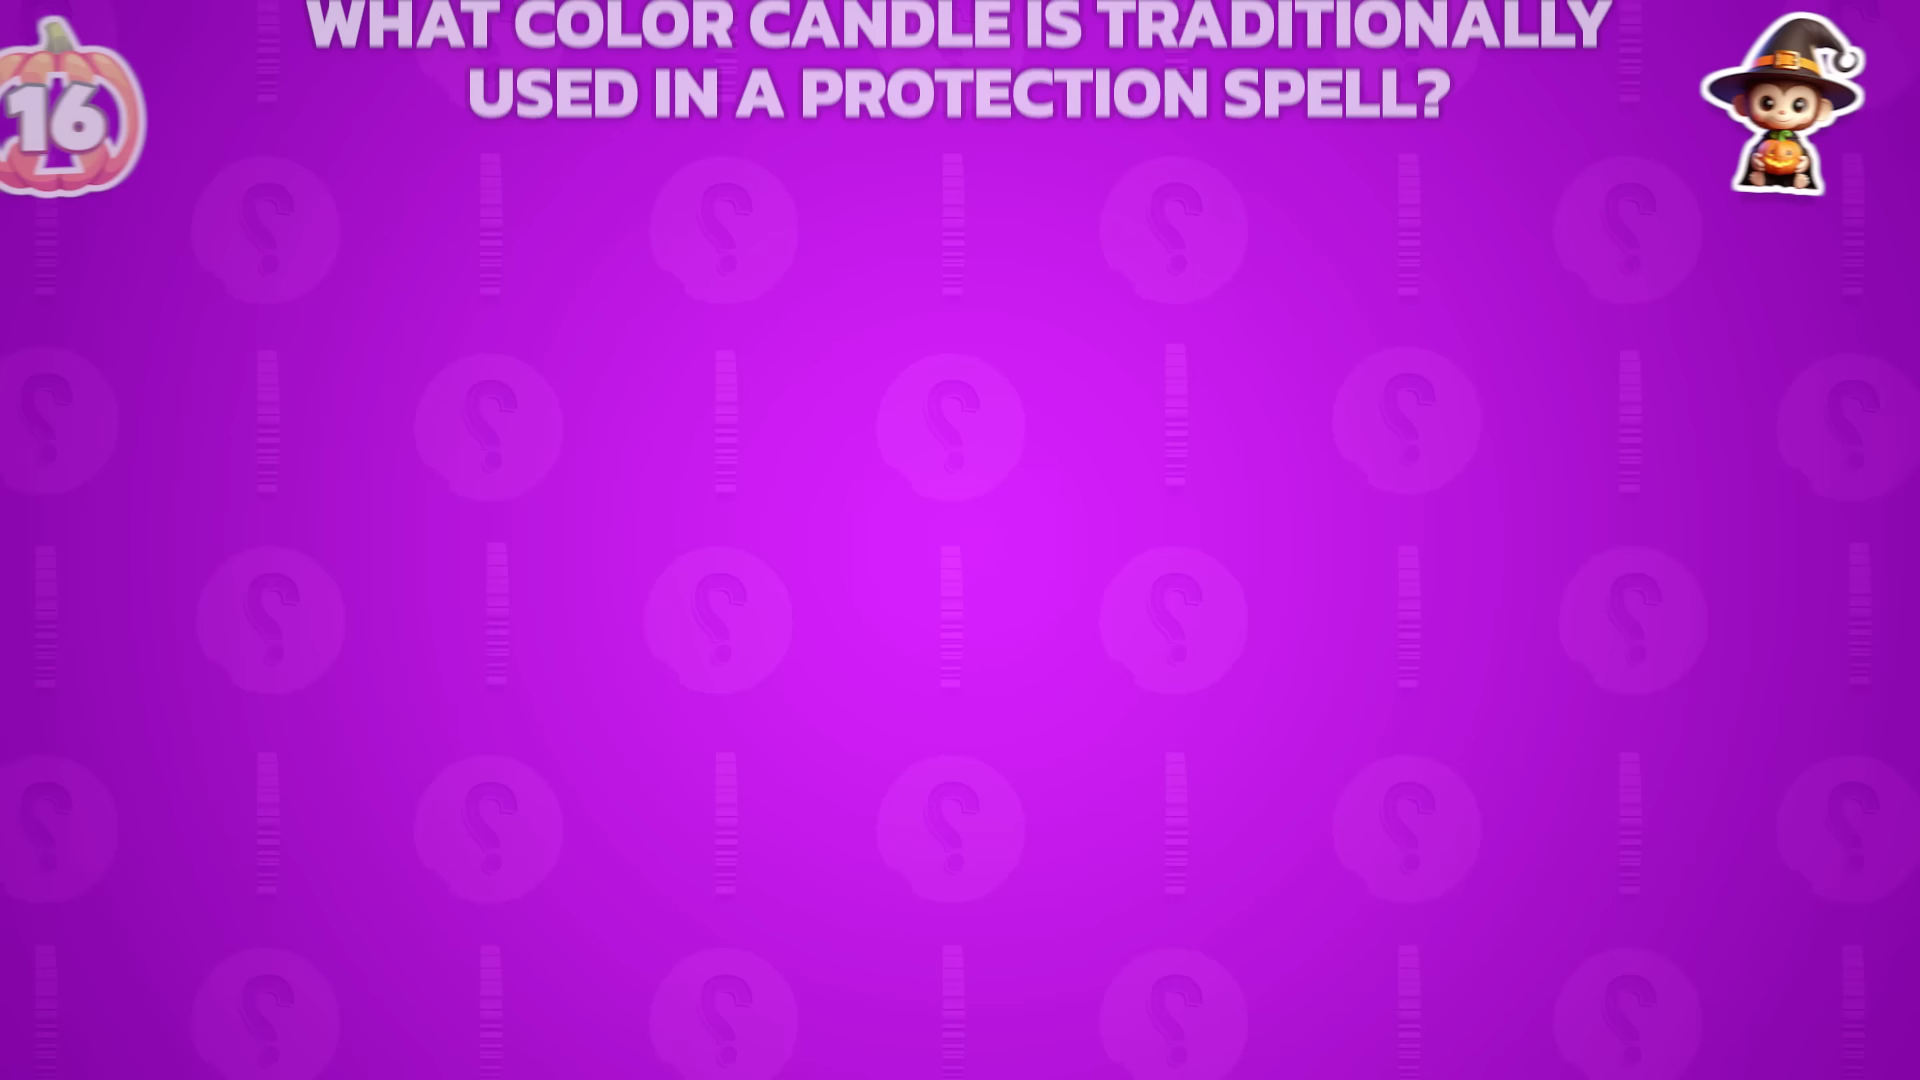 WHAT COLOR CANDLE IS TRADITIONALLY
USED IN A PROTECTION SPELL?
16